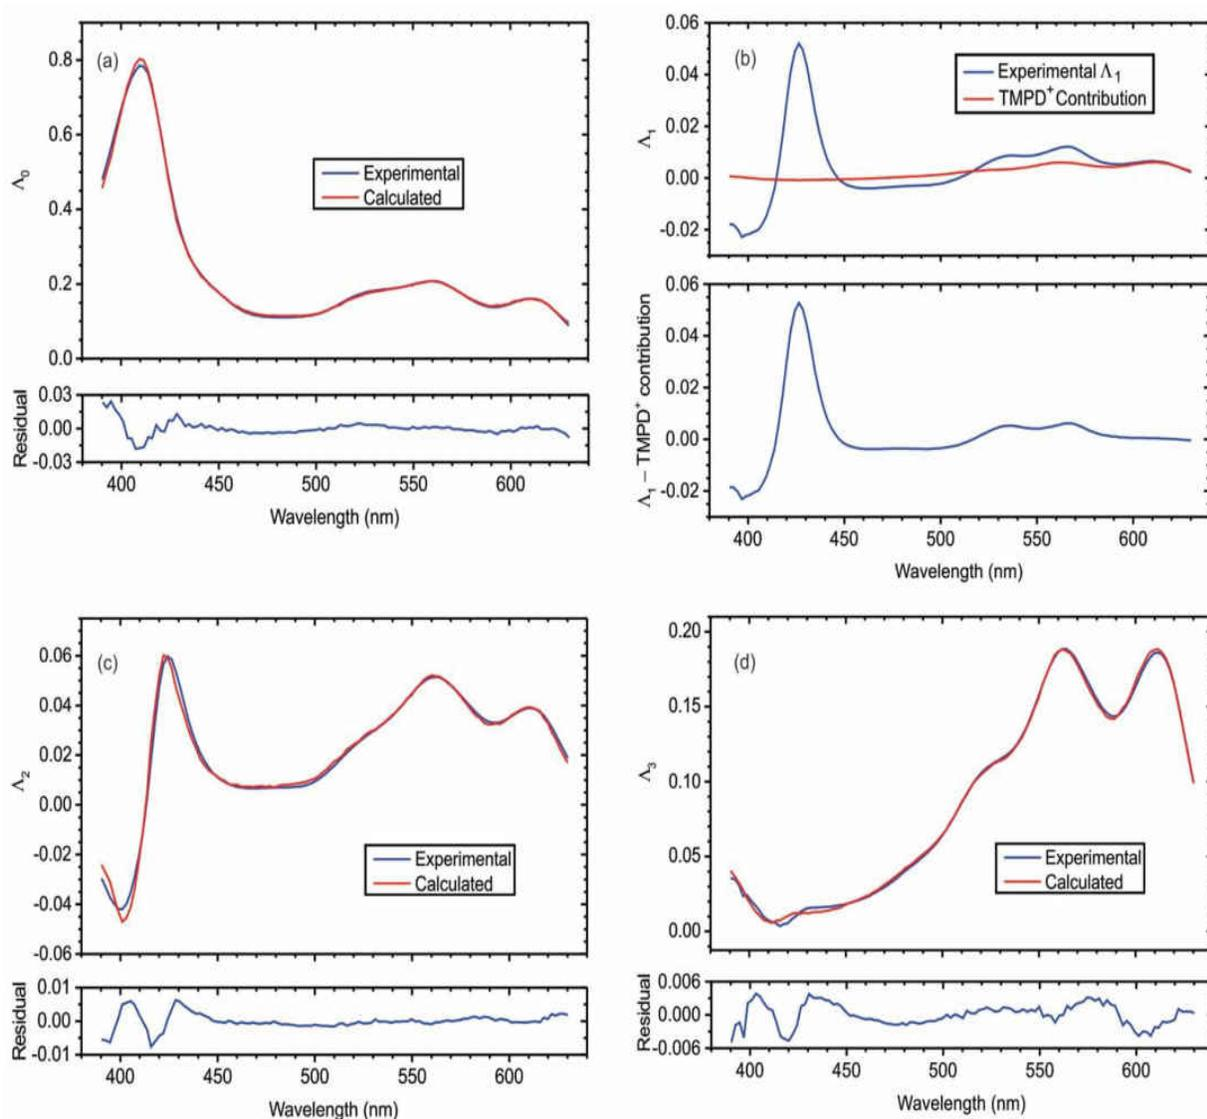 (a)
0.8
0.6
0.4
0.2
0.0
Λ0
Experimental
Calculated
0.03
0.00
-0.03
Residual
400 450 500 550 600
Wavelength (nm)
(b)
0.06
0.04
0.02
0.00
-0.02
Λ1
Experimental Λ1
TMPD+ Contribution
0.06
0.04
0.02
0.00
-0.02
Λ1 – TMPD+ contribution
400 450 500 550 600
Wavelength (nm)
(c)
0.06
0.04
0.02
0.00
-0.02
-0.04
-0.06
Λ2
Experimental
Calculated
0.01
0.00
-0.01
Residual
400 450 500 550 600
Wavelength (nm)
(d)
0.20
0.15
0.10
0.05
0.00
Λ3
Experimental
Calculated
0.006
0.000
-0.006
Residual
400 450 500 550 600
Wavelength (nm)